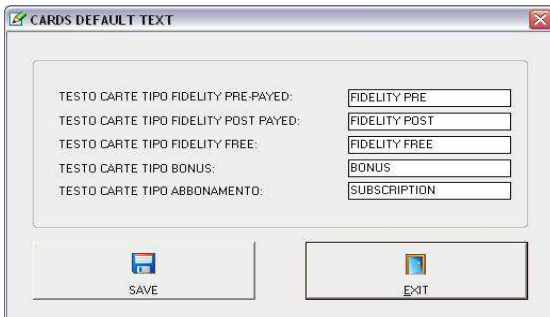 CARDS DEFAULT TEXT
TESTO CARTE TIPO FIDELITY PRE-PAYED: FIDELITY PRE
TESTO CARTE TIPO FIDELITY POST PAYED: FIDELITY POST
TESTO CARTE TIPO FIDELITY FREE: FIDELITY FREE
TESTO CARTE TIPO BONUS: BONUS
TESTO CARTE TIPO ABBONAMENTO: SUBSCRIPTION
SAVE EXIT